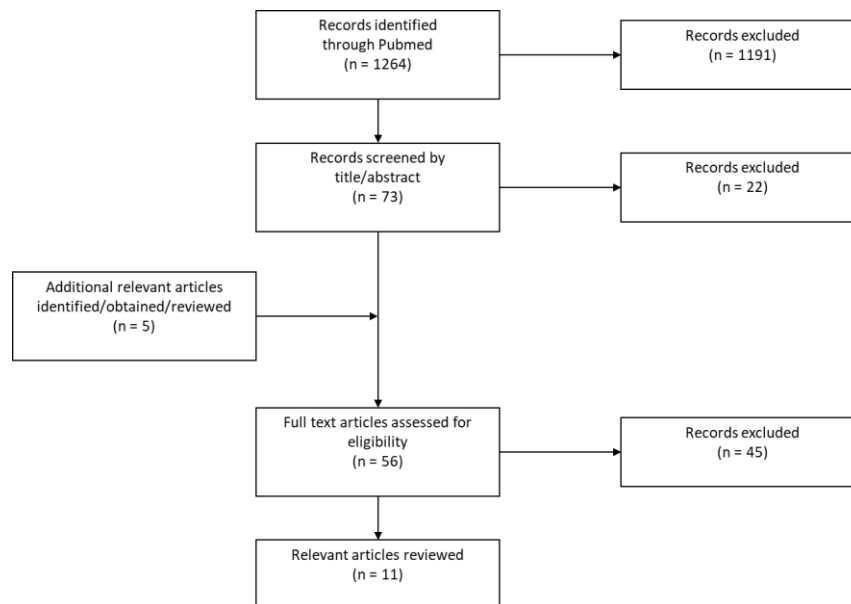 Records identified
through Pubmed
(n = 1264)
Records excluded
(n = 1191)
Records screened by
title/abstract
(n = 73)
Records excluded
(n = 22)
Additional relevant articles
identified/obtained/reviewed
(n = 5)
Full text articles assessed for
eligibility
(n = 56)
Records excluded
(n = 45)
Relevant articles reviewed
(n = 11)